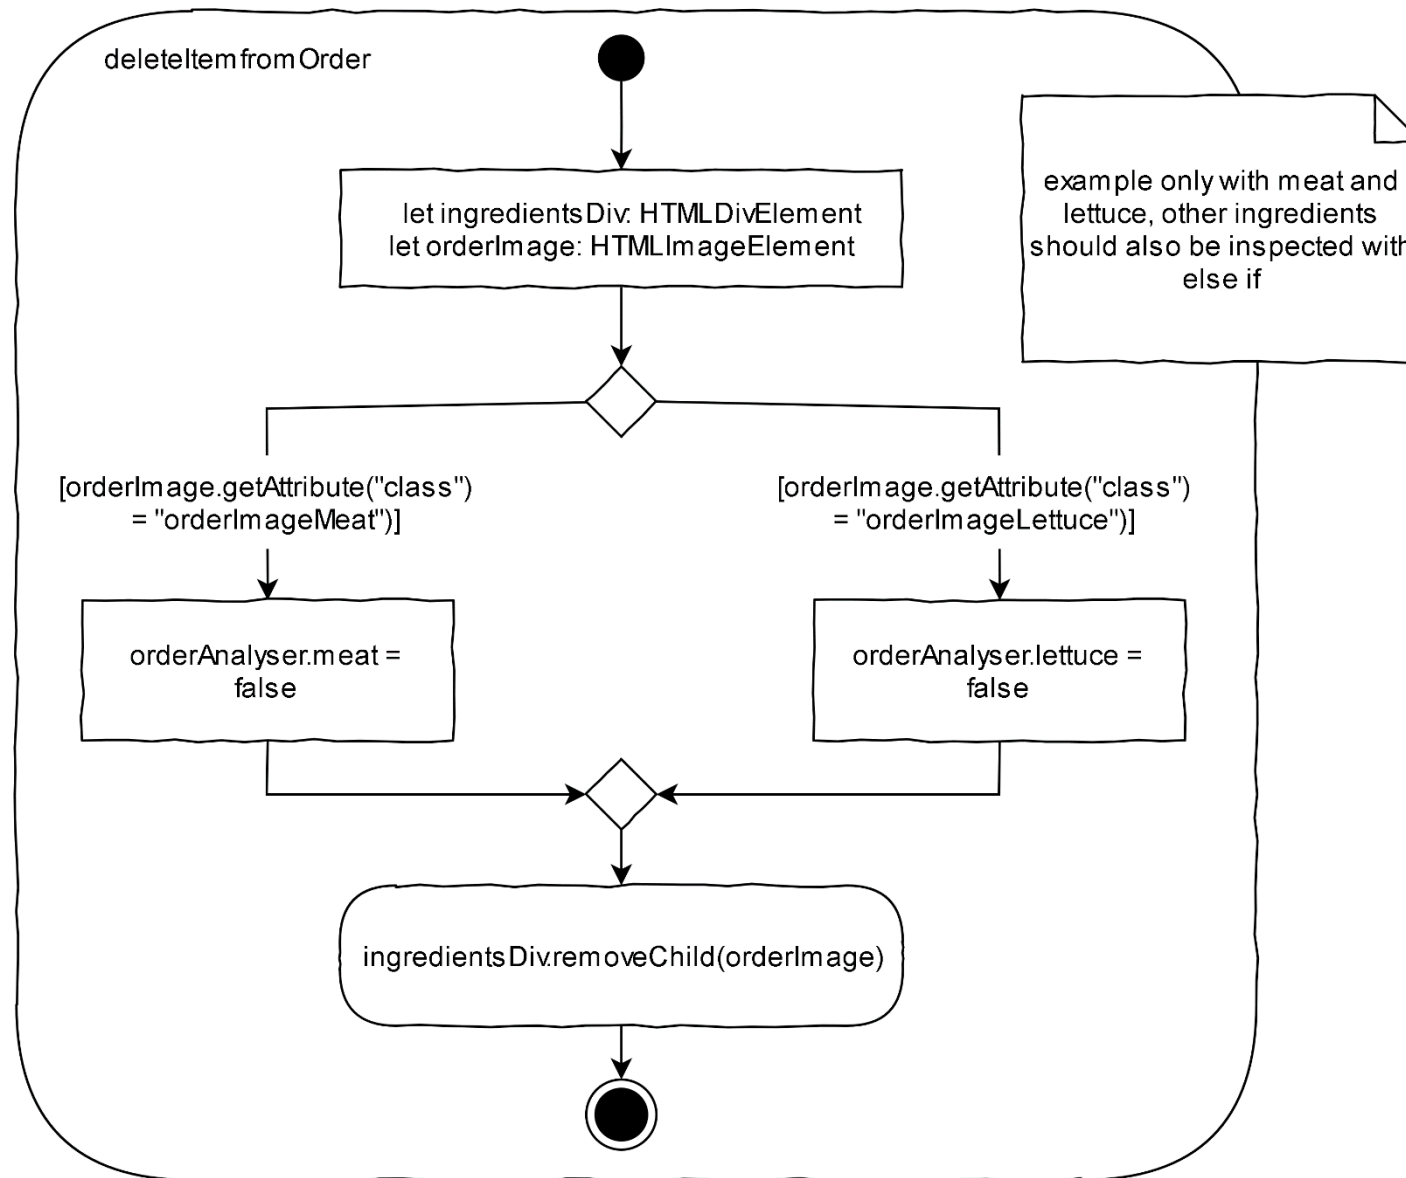 deleteItemfromOrder
let ingredientsDiv: HTMLDivElement
let orderImage: HTMLImageElement
example only with meat and
lettuce, other ingredients
should also be inspected with
else if
[orderImage.getAttribute("class")
= "orderImageMeat")]
[orderImage.getAttribute("class")
= "orderImageLettuce")]
orderAnalyser.meat =
false
orderAnalyser.lettuce =
false
ingredientsDiv.removeChild(orderImage)